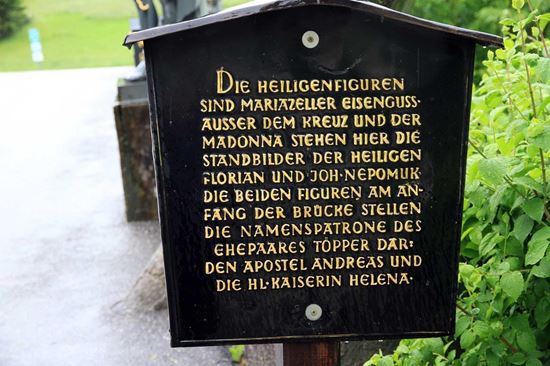 DIE HEILIGENFIGUREN
SIND MARIAZELLER EISENGUSS·
AUSSER DEM KREUZ UND DER
MADONNA STEHEN HIER DIE
STANDBILDER DER HEILIGEN
FLORIAN UND JOH·NEPOMUK·
DIE BEIDEN FIGUREN AM AN-
FANG DER BRÜCKE STELLEN
DIE NAMENSPATRONE DES
EHEPAARES TÖPPER DAR:
DEN APOSTEL ANDREAS UND
DIE HL·KAISERIN HELENA·